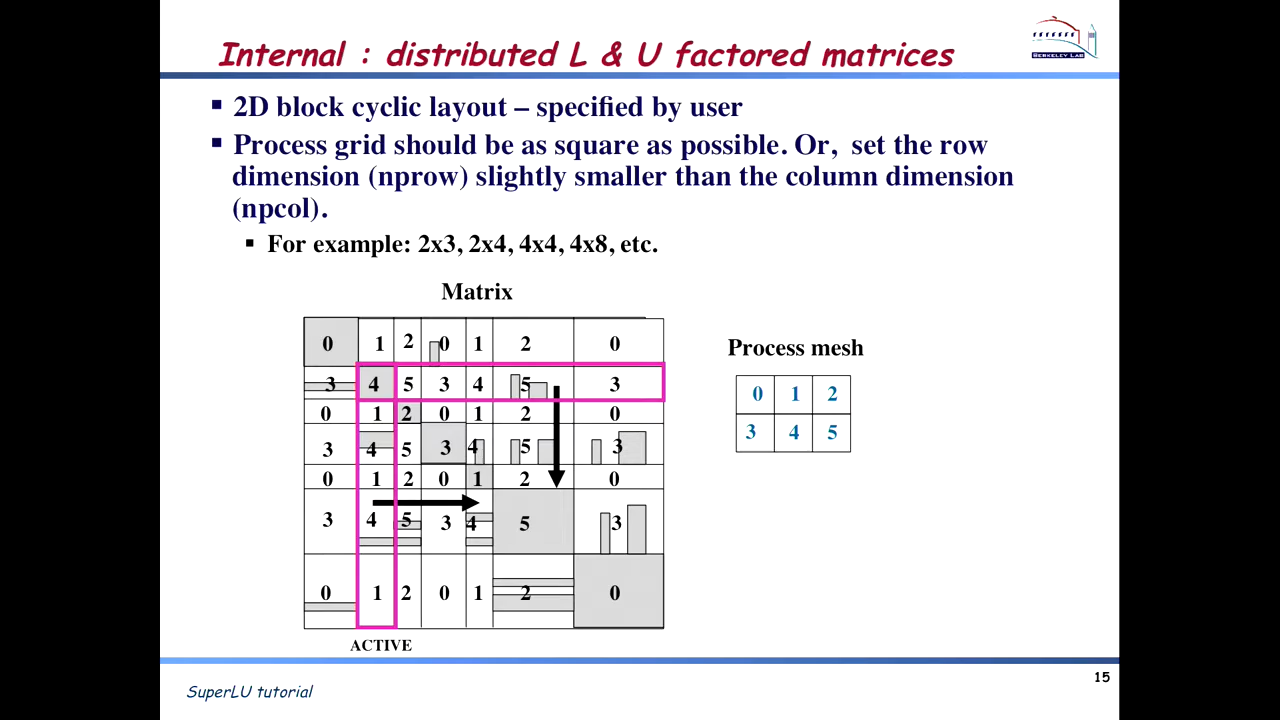 Internal : distributed L & U factored matrices
BERKELEY LAB
▪ 2D block cyclic layout – specified by user
▪ Process grid should be as square as possible. Or, set the row
dimension (nprow) slightly smaller than the column dimension
(npcol).
▪ For example: 2x3, 2x4, 4x4, 4x8, etc.
Matrix
0 1 2 0 1 2 0
3 4 5 3 4 5 3
0 1 2 0 1 2 0
3 4 5 3 4 5 3
0 1 2 0 1 2 0
3 4 5 3 4 5 3
0 1 2 0 1 2 0
ACTIVE
Process mesh
0 1 2
3 4 5
15
SuperLU tutorial